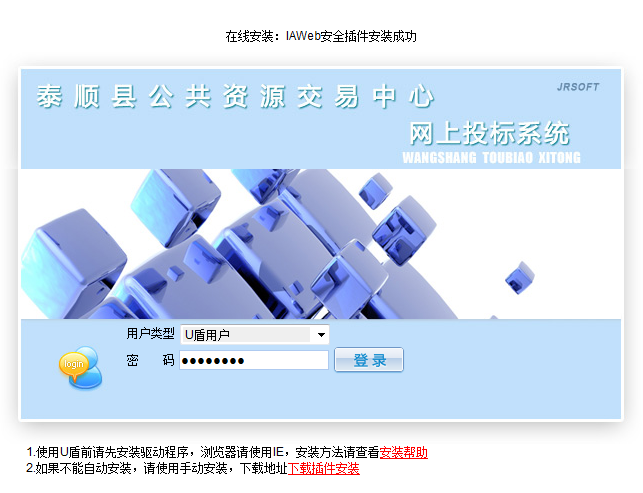 在线安装：IAWeb安全插件安装成功
泰顺县公共资源交易中心
JRSOFT
网上投标系统
WANGSHANG TOUBIAO XITONG
用户类型 U盾用户
login
密 码 ●●●●●●●● 登 录
1.使用U盾前请先安装驱动程序，浏览器请使用IE，安装方法请查看安装帮助
2.如果不能自动安装，请使用手动安装，下载地址下载插件安装